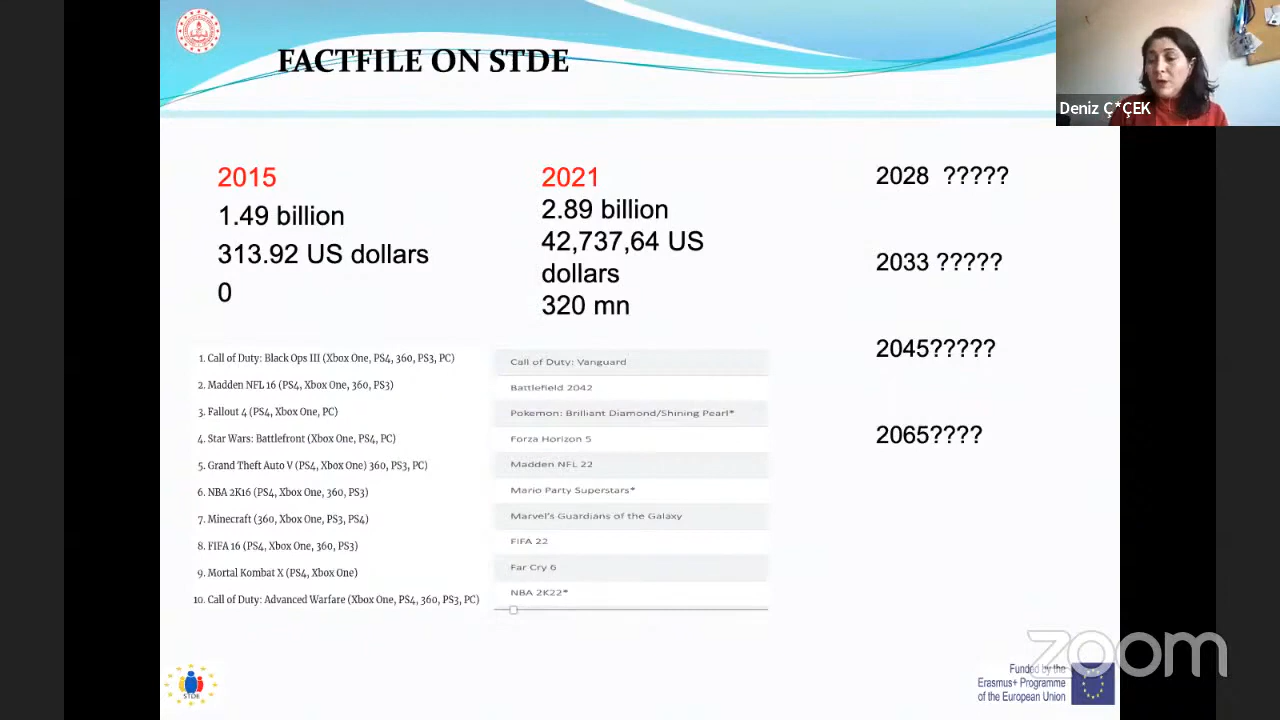 FACTFILE ON STDE
Deniz Ç*ÇEK
2015
1.49 billion
313.92 US dollars
0
2021
2.89 billion
42,737,64 US
dollars
320 mn
2028 ?????
2033 ?????
2045?????
2065????
1. Call of Duty: Black Ops III (Xbox One, PS4, 360, PS3, PC)
2. Madden NFL 16 (PS4, Xbox One, 360, PS3)
3. Fallout 4 (PS4, Xbox One, PC)
4. Star Wars: Battlefront (Xbox One, PS4, PC)
5. Grand Theft Auto V (PS4, Xbox One) 360, PS3, PC)
6. NBA 2K16 (PS4, Xbox One, 360, PS3)
7. Minecraft (360, Xbox One, PS3, PS4)
8. FIFA 16 (PS4, Xbox One, 360, PS3)
9. Mortal Kombat X (PS4, Xbox One)
10. Call of Duty: Advanced Warfare (Xbox One, PS4, 360, PS3, PC)
Call of Duty: Vanguard
Battlefield 2042
Pokemon: Brilliant Diamond/Shining Pearl*
Forza Horizon 5
Madden NFL 22
Mario Party Superstars*
Marvel's Guardians of the Galaxy
FIFA 22
Far Cry 6
NBA 2K22*
STDE
Funded by the
Erasmus+ Programme
of the European Union
zoom